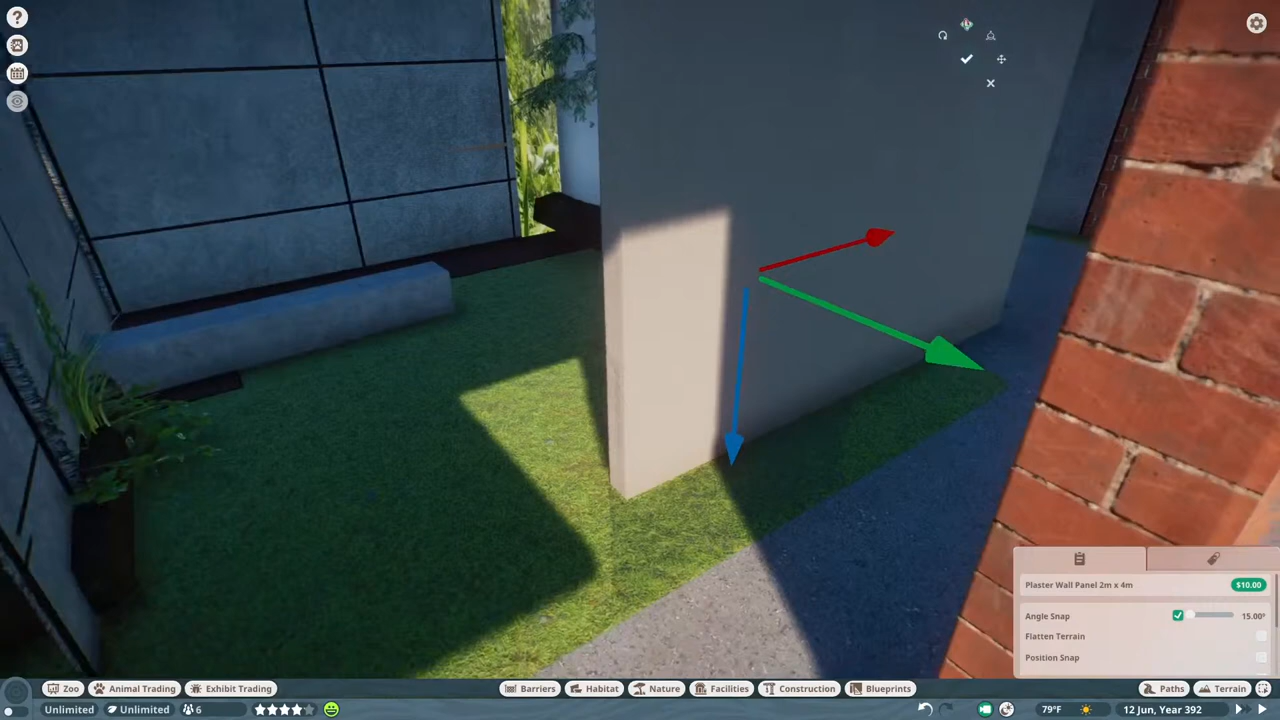 ?
Plaster Wall Panel 2m x 4m $10.00
Angle Snap 15.00°
Flatten Terrain
Position Snap
Zoo Animal Trading Exhibit Trading Barriers Habitat Nature Facilities Construction Blueprints Paths Terrain
Unlimited Unlimited 6 79°F 12 Jun, Year 392